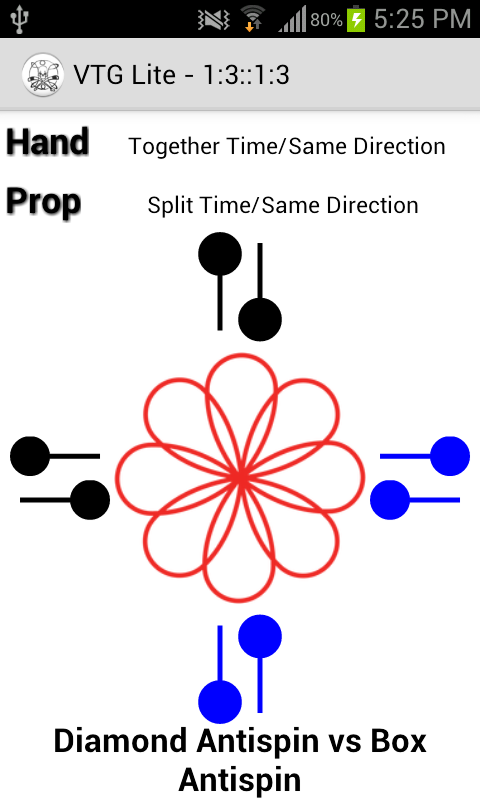 80% 5:25 PM
VTG Lite - 1:3::1:3
Hand Together Time/Same Direction
Prop Split Time/Same Direction
Diamond Antispin vs Box
Antispin